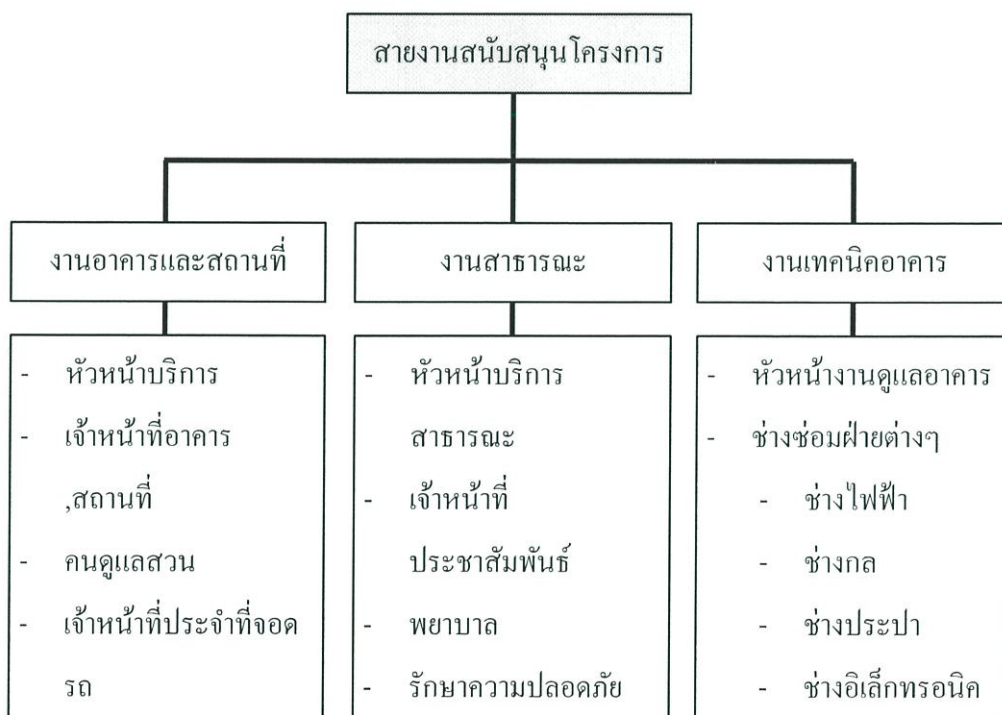 สายงานสนับสนุนโครงการ
งานอาคารและสถานที่
- หัวหน้าบริการ
- เจ้าหน้าที่อาคาร
,สถานที่
- คนดูแลสวน
- เจ้าหน้าที่ประจำที่จอด
รถ
งานสาธารณะ
- หัวหน้าบริการ
สาธารณะ
- เจ้าหน้าที่
ประชาสัมพันธ์
- พยาบาล
- รักษาความปลอดภัย
งานเทคนิคอาคาร
- หัวหน้างานดูแลอาคาร
- ช่างซ่อมฝ่ายต่างๆ
- ช่างไฟฟ้า
- ช่างกล
- ช่างประปา
- ช่างอิเล็กทรอนิค